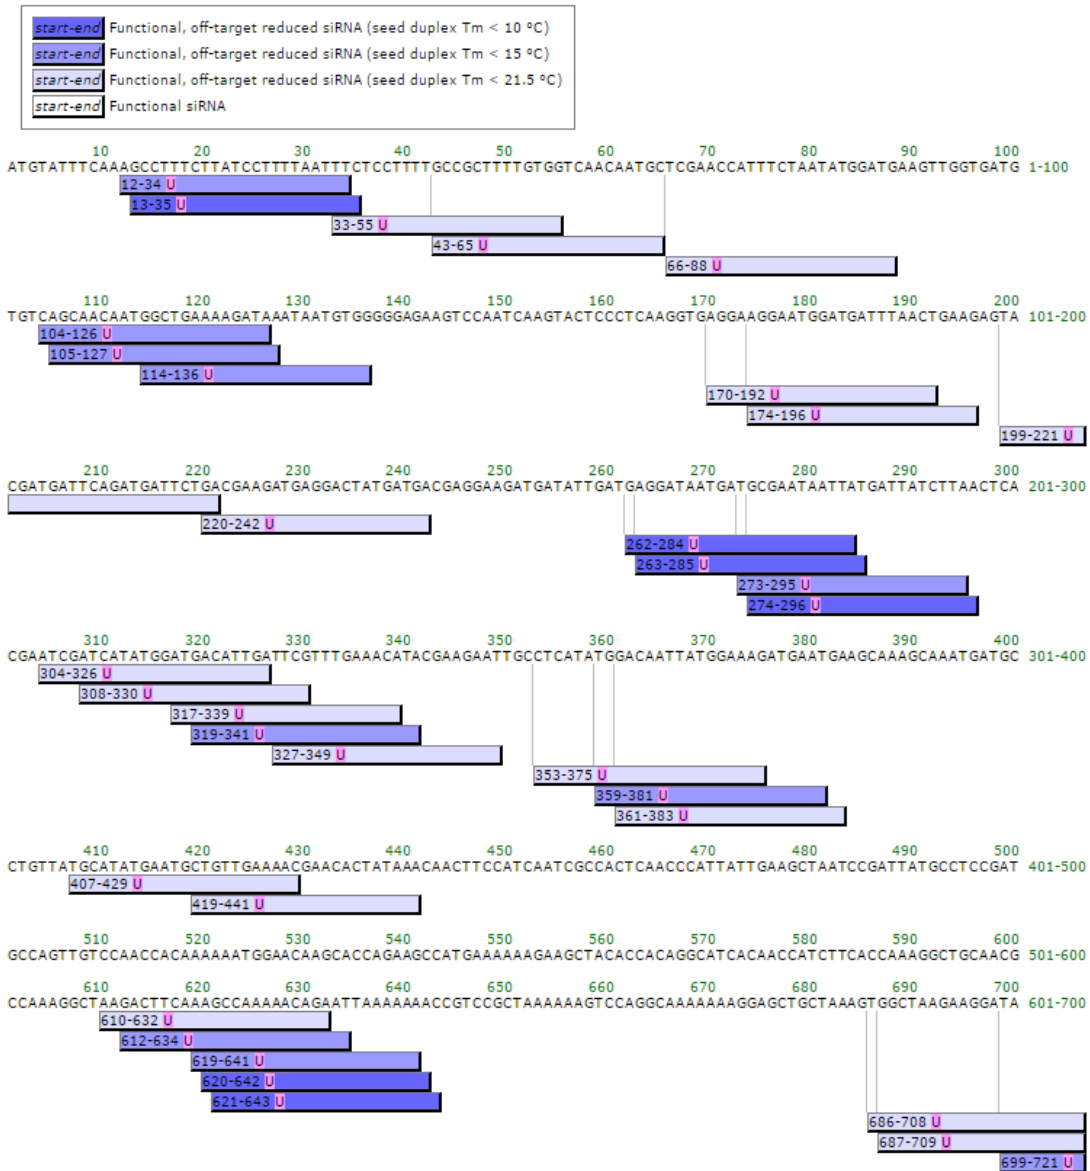 start-end Functional, off-target reduced siRNA (seed duplex Tm < 10 ºC)
start-end Functional, off-target reduced siRNA (seed duplex Tm < 15 ºC)
start-end Functional, off-target reduced siRNA (seed duplex Tm < 21.5 ºC)
start-end Functional siRNA
10 20 30 40 50 60 70 80 90 100
ATGTATTTCAAAGCCTTTCTTATCCTTTTAATTTCTCCTTTTGCCGCTTTTGTGGTCAACAATGCTCGAACCATTTCTAATATGGATGAAGTTGGTGATG 1-100
12-34 U
13-35 U
33-55 U
43-65 U
66-88 U
110 120 130 140 150 160 170 180 190 200
TGTCAGCAACAATGGCTGAAAAGATAAATAATGTGGGGGAGAAGTCCAATCAAGTACTCCCTCAAGGTGAGGAAGGAATGGATGATTTAACTGAAGAGTA 101-200
104-126 U
105-127 U
114-136 U
170-192 U
174-196 U
199-221 U
210 220 230 240 250 260 270 280 290 300
CGATGATTCAGATGATTCTGACGAAGATGAGGACTATGATGACGAGGAAGATGATATTGATGAGGATAATGATGCGAATAATTATGATTATCTTAACTCA 201-300
220-242 U
262-284 U
263-285 U
273-295 U
274-296 U
310 320 330 340 350 360 370 380 390 400
CGAATCGATCATATGGATGACATTGATTCGTTTGAAACATACGAAGAATTGCCTCATATGGACAATTATGGAAAGATGAATGAAGCAAAGCAAATGATGC 301-400
304-326 U
308-330 U
317-339 U
319-341 U
327-349 U
353-375 U
359-381 U
361-383 U
410 420 430 440 450 460 470 480 490 500
CTGTTATGCATATGAATGCTGTTGAAAACGAACACTATAAACAACTTCCATCAATCGCCACTCAACCCATTATTGAAGCTAATCCGATTATGCCTCCGAT 401-500
407-429 U
419-441 U
510 520 530 540 550 560 570 580 590 600
GCCAGTTGTCCAACCACAAAAAATGGAACAAGCACCAGAAGCCATGAAAAAAGAAGCTACACCACAGGCATCACAACCATCTTCACCAAAGGCTGCAACG 501-600
610 620 630 640 650 660 670 680 690 700
CCAAAGGCTAAGACTTCAAAGCCAAAAACAGAATTAAAAAAACCGTCCGCTAAAAAAGTCCAGGCAAAAAAAGGAGCTGCTAAAGTGGCTAAGAAGGATA 601-700
610-632 U
612-634 U
619-641 U
620-642 U
621-643 U
686-708 U
687-709 U
699-721 U